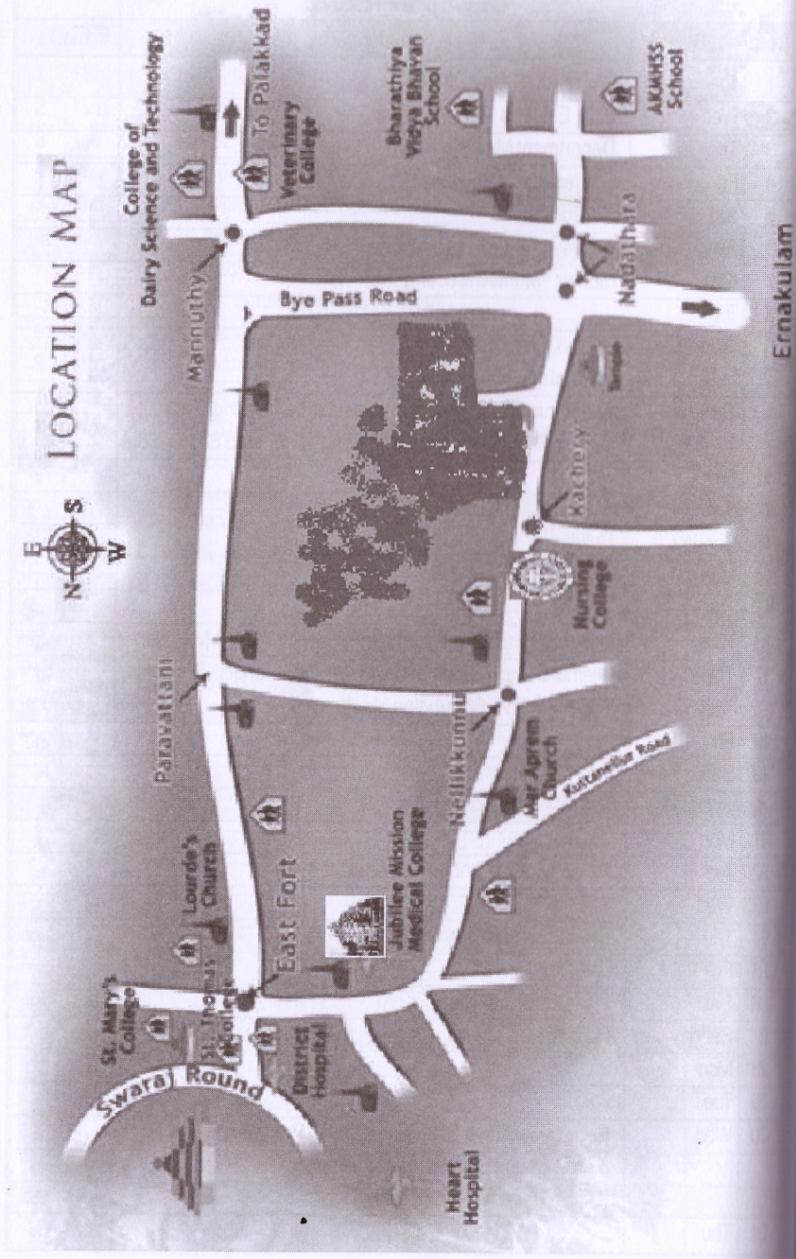 LOCATION MAP
E
N
S
W
College of
Dairy Science and Technology
To Palakkad
Veterinary
College
Mannuthy
Bye Pass Road
Bharathiya
Vidya Bhavan
School
AKMHSS
School
Nadathara
Ernakulam
Temple
Kachery
Nursing
College
Paravattani
Nellikkunnu
Mar Aprem
Church
Kuttanellur Road
Lourde's
Church
East Fort
Jubilee Mission
Medical College
St. Mary's
College
St. Thomas
College
Swaraj Round
District
Hospital
Heart
Hospital